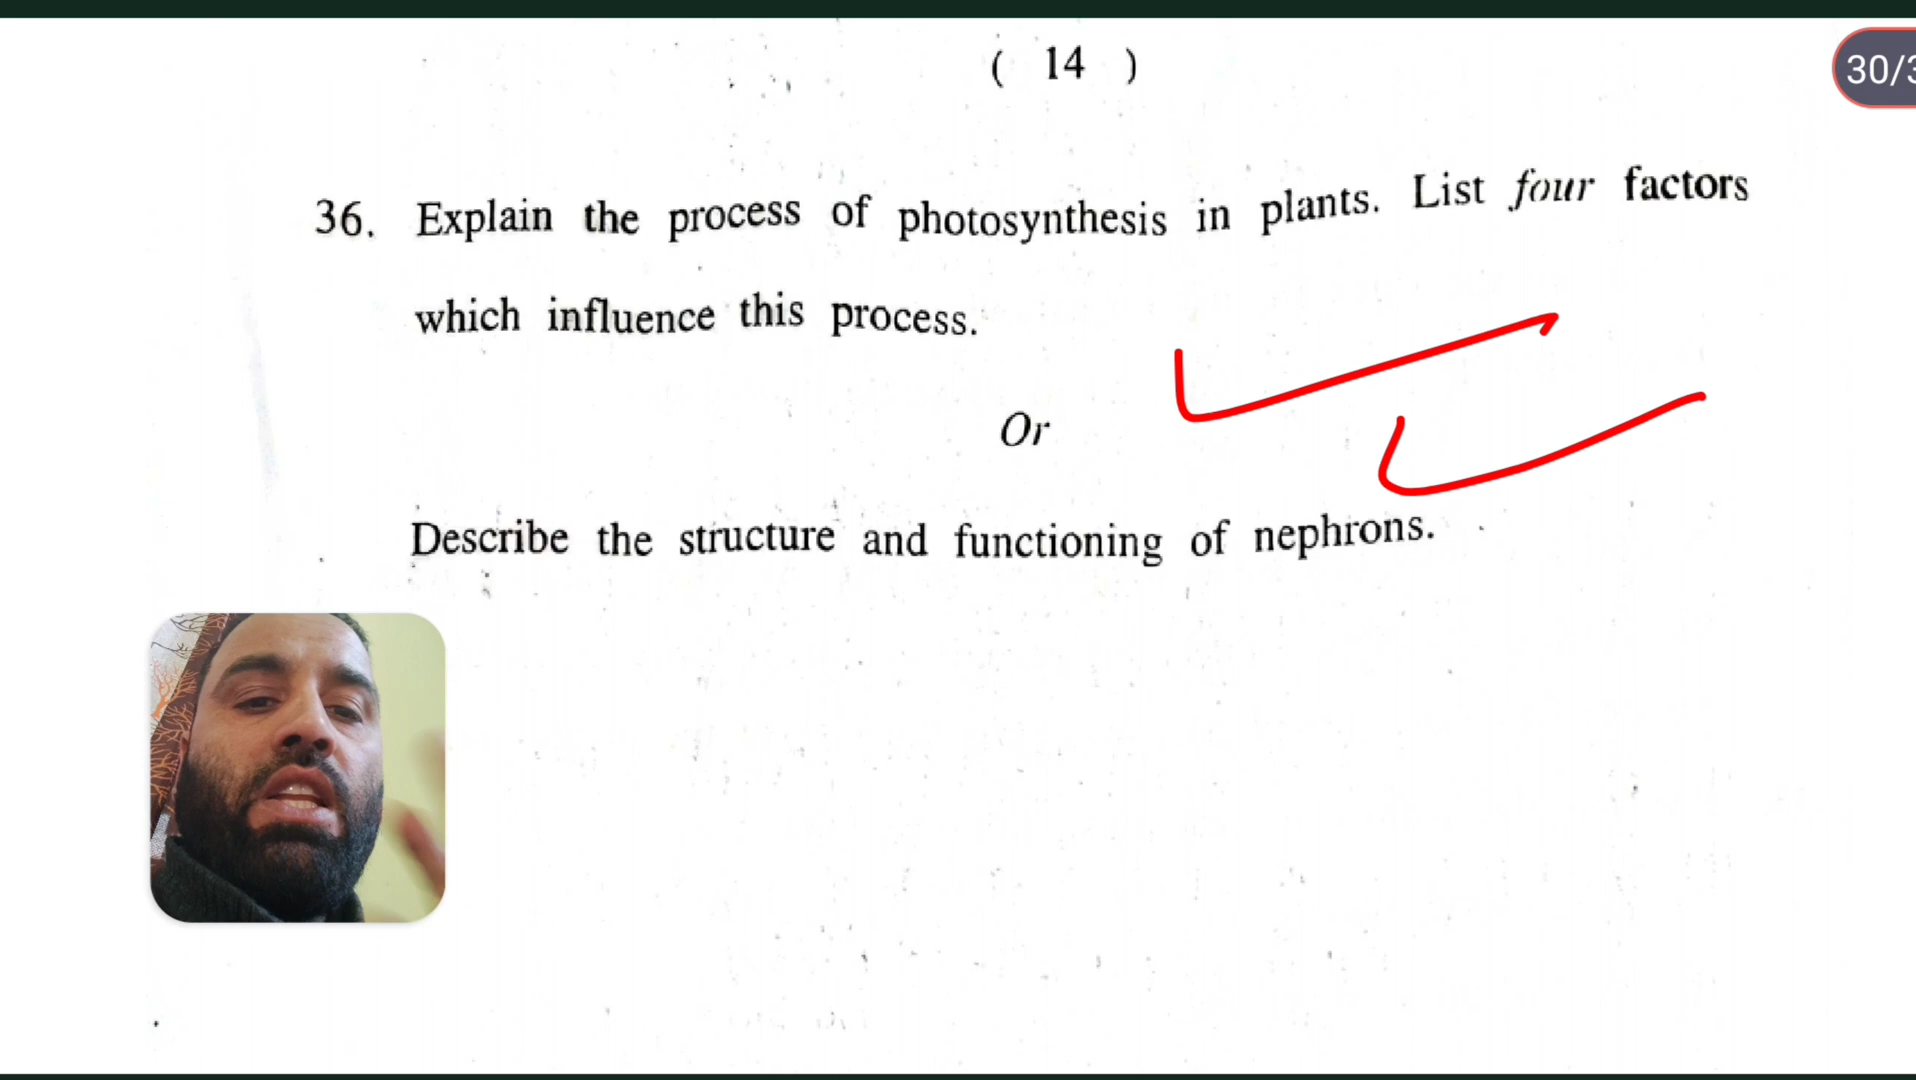 ( 14 )
30/3
36. Explain the process of photosynthesis in plants. List four factors
which influence this process.
Or
Describe the structure and functioning of nephrons.